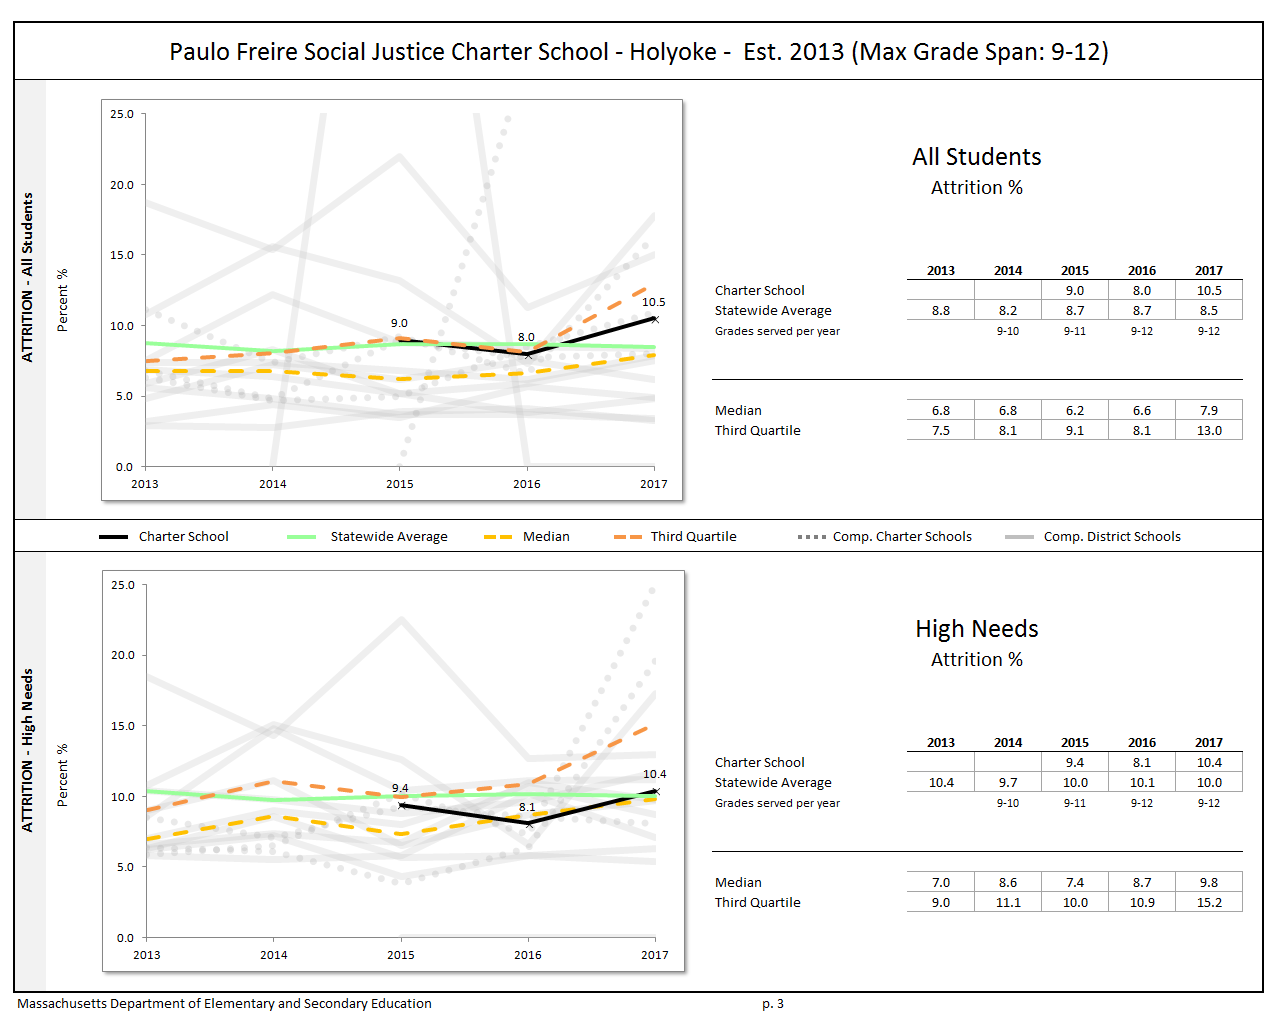 Paulo Freire Social Justice Charter School - Holyoke -  Est. 2013 (Max Grade Span: 9-12)
ATTRITION - All Students
Percent %
25.0
20.0
15.0
10.0
5.0
0.0
2013 2014 2015 2016 2017
9.0
8.0
10.5
All Students
Attrition %
2013 2014 2015 2016 2017
Charter School 9.0 8.0 10.5
Statewide Average 8.8 8.2 8.7 8.7 8.5
Grades served per year 9-10 9-11 9-12 9-12
Median 6.8 6.8 6.2 6.6 7.9
Third Quartile 7.5 8.1 9.1 8.1 13.0
Charter School Statewide Average Median Third Quartile Comp. Charter Schools Comp. District Schools
ATTRITION - High Needs
Percent %
25.0
20.0
15.0
10.0
5.0
0.0
2013 2014 2015 2016 2017
9.4
8.1
10.4
High Needs
Attrition %
2013 2014 2015 2016 2017
Charter School 9.4 8.1 10.4
Statewide Average 10.4 9.7 10.0 10.1 10.0
Grades served per year 9-10 9-11 9-12 9-12
Median 7.0 8.6 7.4 8.7 9.8
Third Quartile 9.0 11.1 10.0 10.9 15.2
Massachusetts Department of Elementary and Secondary Education p. 3